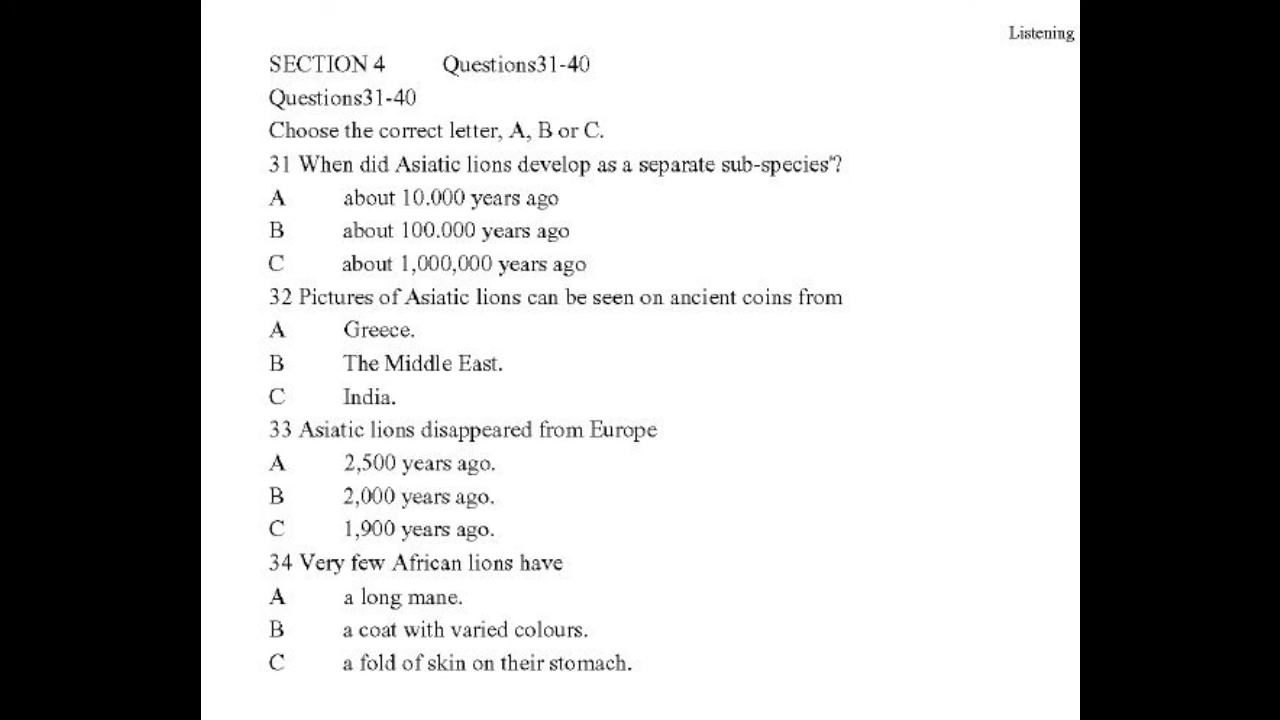 Listening
SECTION 4 Questions31-40
Questions31-40
Choose the correct letter, A, B or C.
31 When did Asiatic lions develop as a separate sub-species"?
A about 10.000 years ago
B about 100.000 years ago
C about 1,000,000 years ago
32 Pictures of Asiatic lions can be seen on ancient coins from
A Greece.
B The Middle East.
C India.
33 Asiatic lions disappeared from Europe
A 2,500 years ago.
B 2,000 years ago.
C 1,900 years ago.
34 Very few African lions have
A a long mane.
B a coat with varied colours.
C a fold of skin on their stomach.